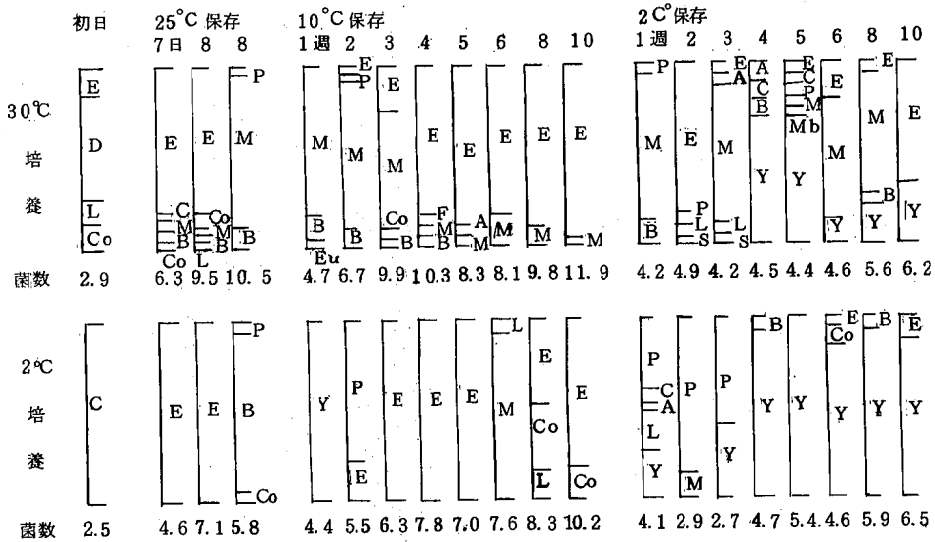 初日 25°C 保存 10°C 保存 2C° 保存
7日 8 8 1週 2 3 4 5 6 8 10 1週 2 3 4 5 6 8 10
30°C 培養
E D L Co
E C M B Co
E Co M B L
P M B
M B Eu
E P M B
E M Co B
E F M B
E A M
E M
E M
E M
P M B
E P L S
E A M L S
A C B Y
E C P M Mb Y
E M Y
E M B Y
E Y
菌数 2.9 6.3 9.5 10.5 4.7 6.7 9.9 10.3 8.3 8.1 9.8 11.9 4.2 4.9 4.2 4.5 4.4 4.6 5.6 6.2
2°C 培養
C
E
E
P B Co
Y
P E
E
E
E
L M
E Co L
E Co
P C A L Y
P M
P Y
B Y
Y
E Co Y
B Y
E Y
菌数 2.5 4.6 7.1 5.8 4.4 5.5 6.3 7.8 7.0 7.6 8.3 10.2 4.1 2.9 2.7 4.7 5.4 4.6 5.9 6.5